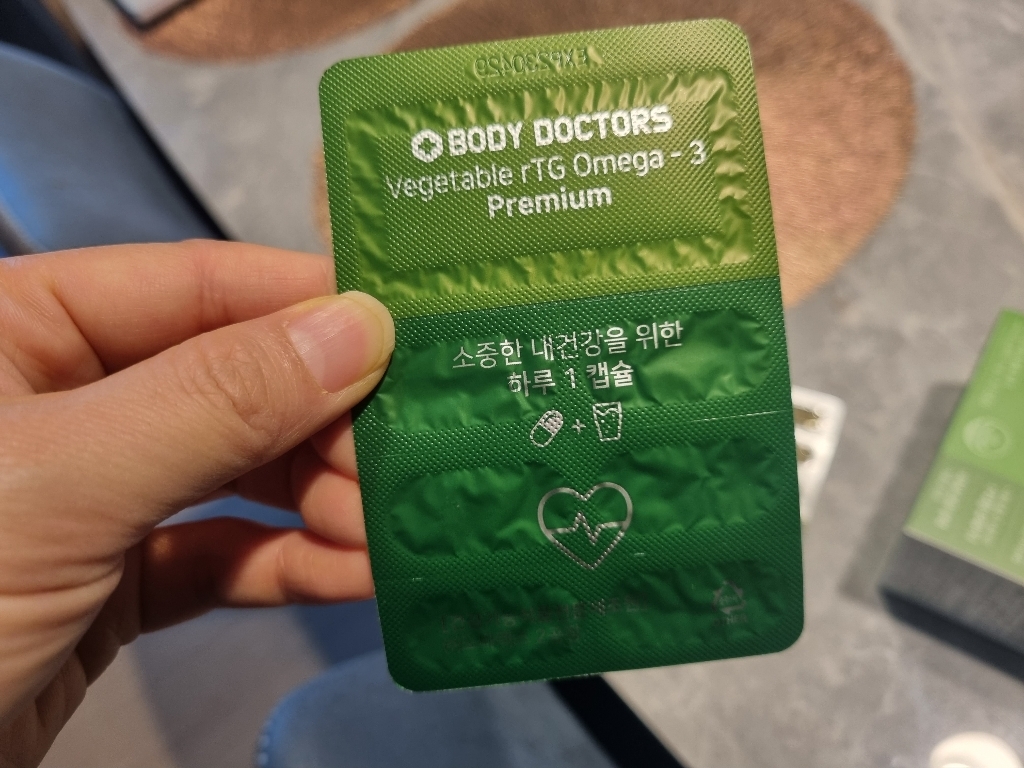 EXP230420
BODY DOCTORS
Vegetable rTG Omega-3
Premium
소중한 내건강을 위한
하루 1 캡슐